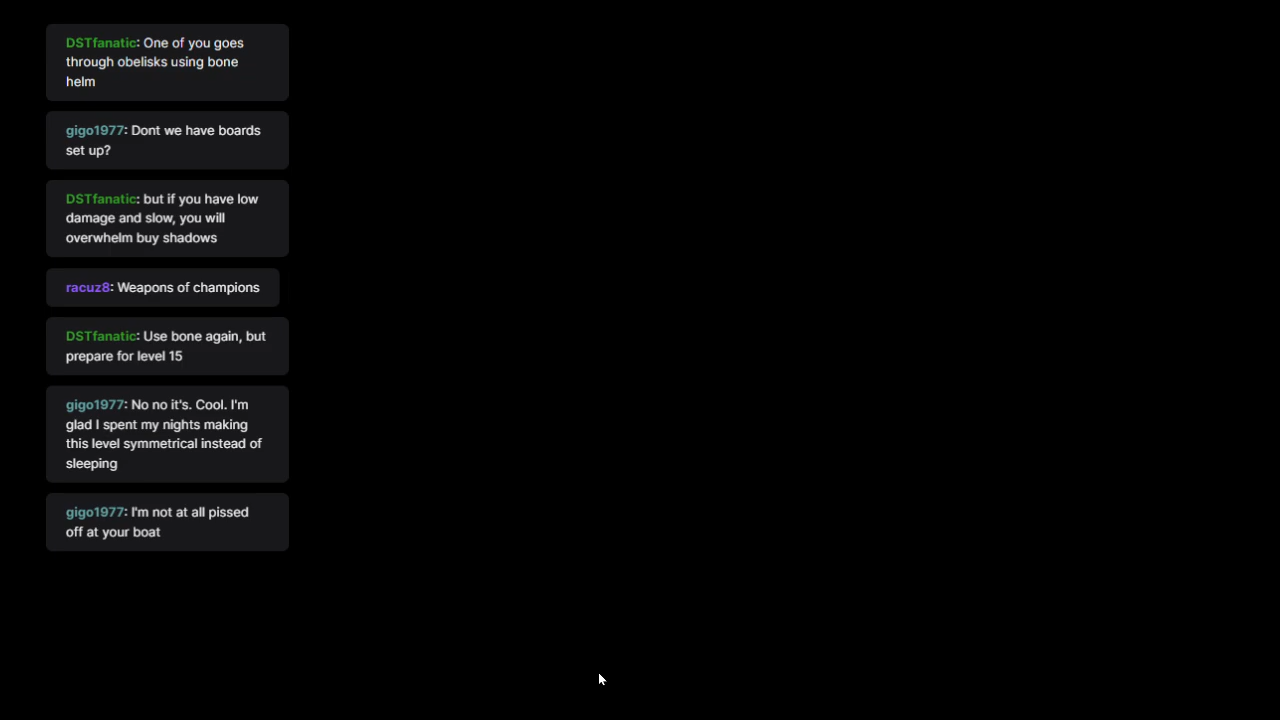 DSTfanatic: One of you goes
through obelisks using bone
helm
gigo1977: Dont we have boards
set up?
DSTfanatic: but if you have low
damage and slow, you will
overwhelm buy shadows
racuz8: Weapons of champions
DSTfanatic: Use bone again, but
prepare for level 15
gigo1977: No no it's. Cool. I'm
glad I spent my nights making
this level symmetrical instead of
sleeping
gigo1977: I'm not at all pissed
off at your boat